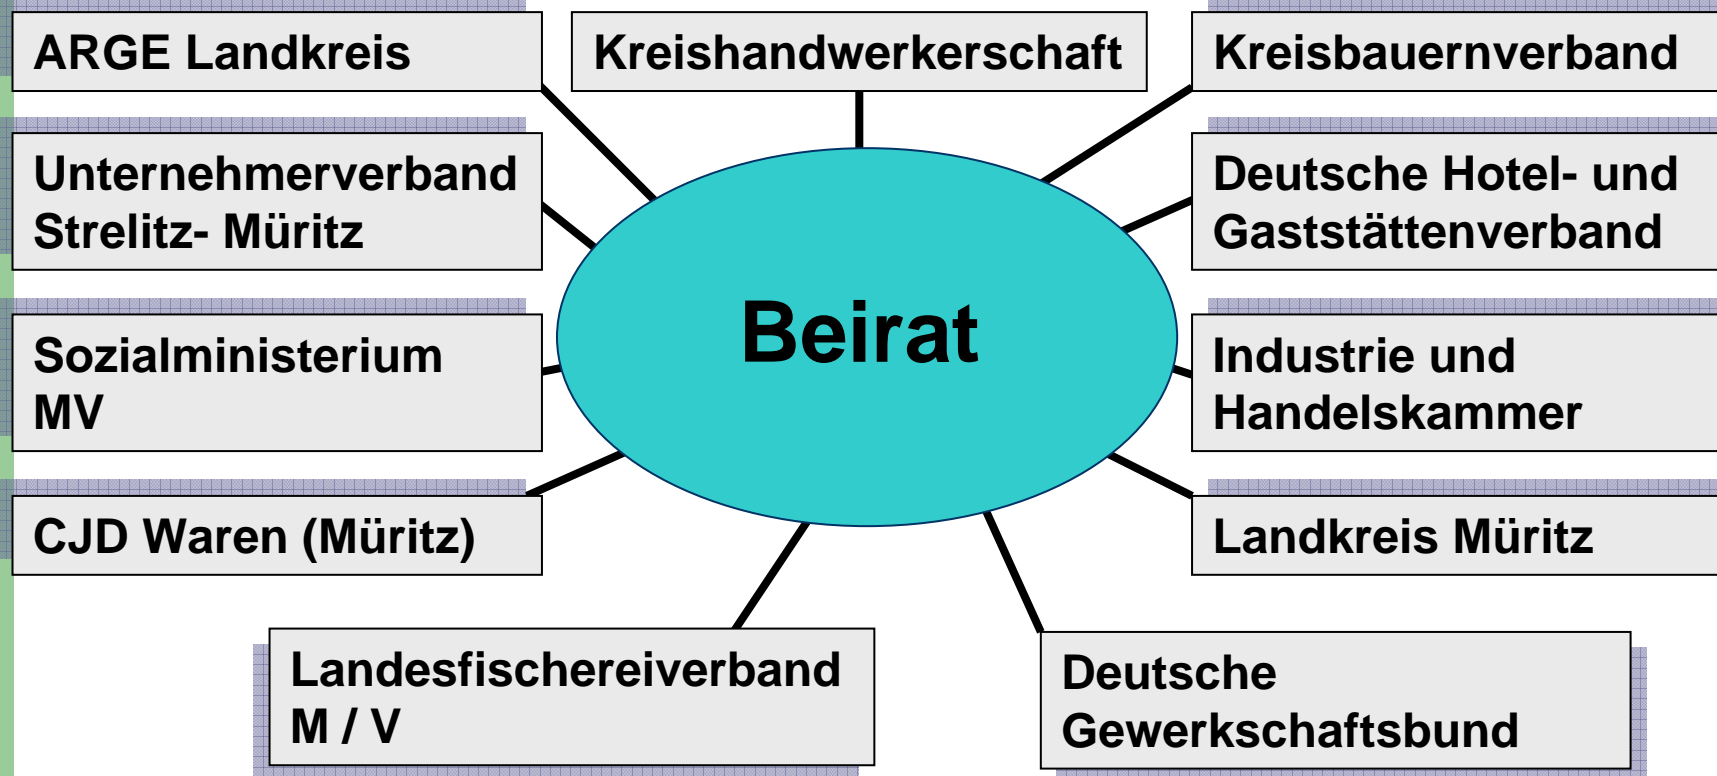 ARGE Landkreis
Kreishandwerkerschaft
Kreisbauernverband
Unternehmerverband
Strelitz- Müritz
Deutsche Hotel- und
Gaststättenverband
Beirat
Sozialministerium
MV
Industrie und
Handelskammer
CJD Waren (Müritz)
Landkreis Müritz
Landesfischereiverband
M / V
Deutsche
Gewerkschaftsbund